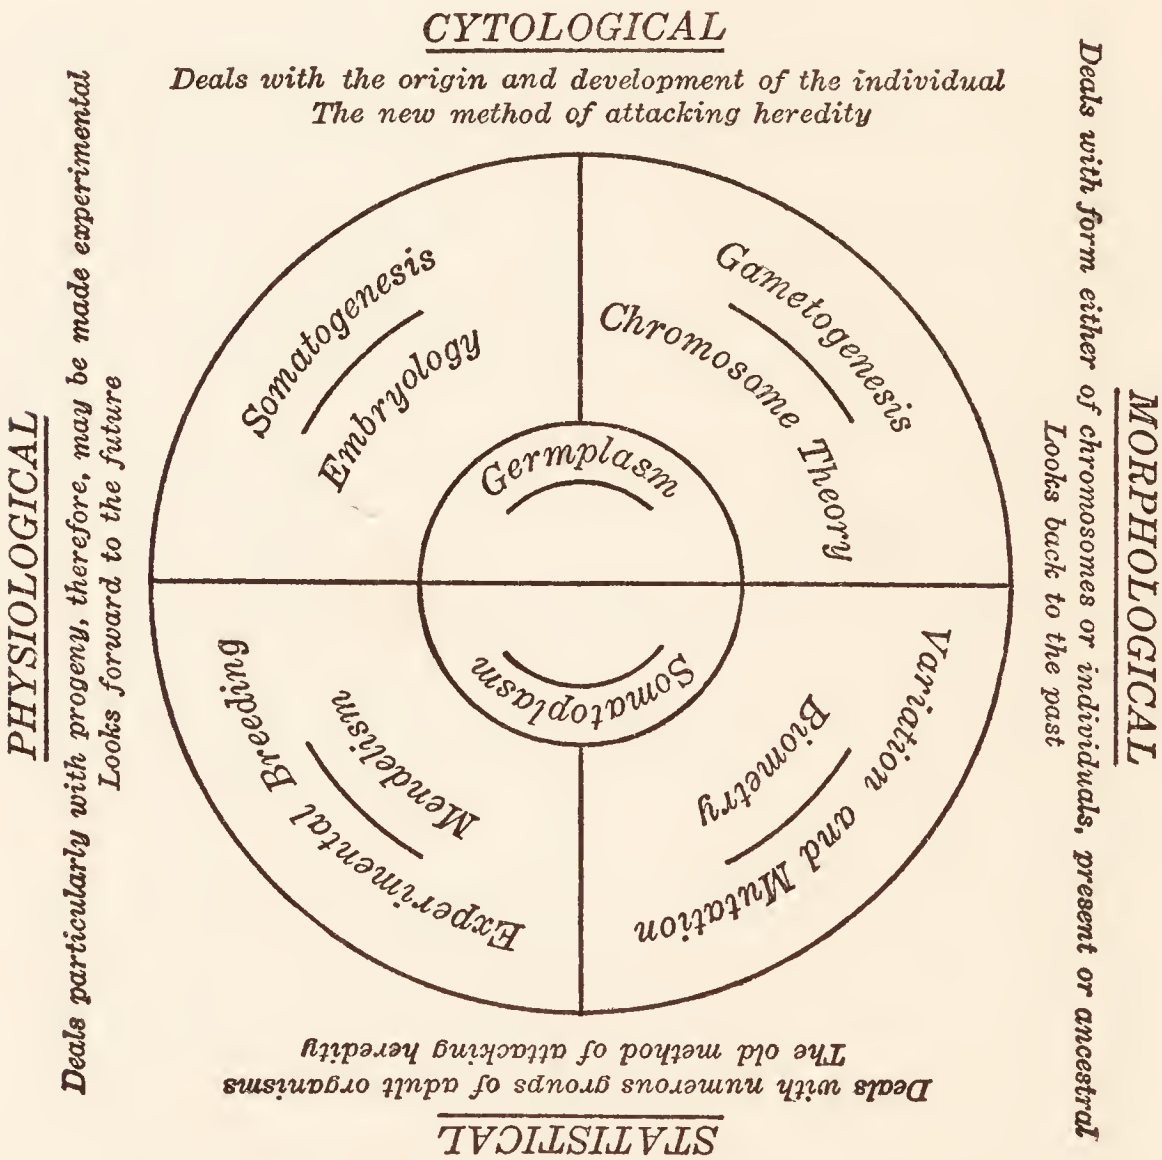 CYTOLOGICAL
Deals with the origin and development of the individual
The new method of attacking heredity
PHYSIOLOGICAL
Deals particularly with progeny, therefore, may be made experimental
Looks forward to the future
MORPHOLOGICAL
Deals with form either of chromosomes or individuals, present or ancestral
Looks back to the past
Somatogenesis
Embryology
Gametogenesis
Chromosome Theory
Germplasm
Somatoplasm
Experimental Breeding
Mendelism
Variation and Mutation
Biometry
STATISTICAL
Deals with numerous groups of adult organisms
The old method of attacking heredity